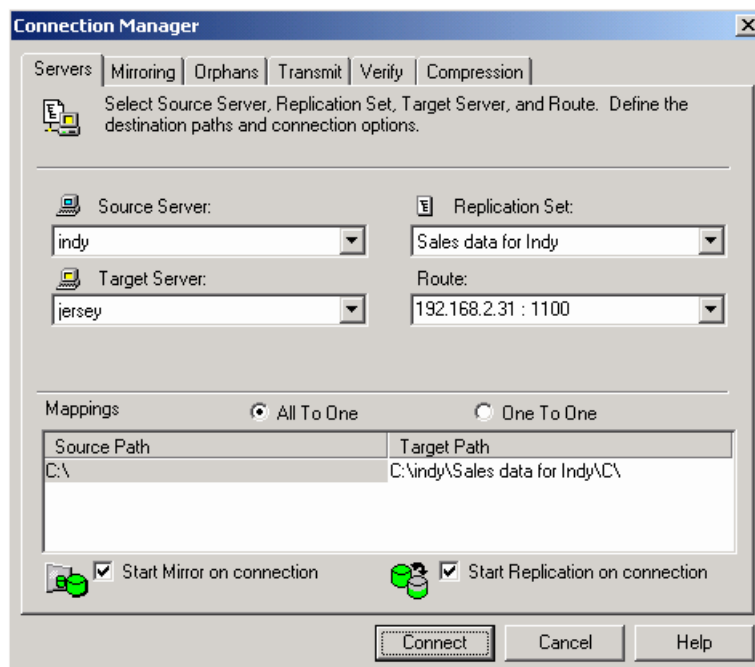 Connection Manager
Servers Mirroring Orphans Transmit Verify Compression
Select Source Server, Replication Set, Target Server, and Route. Define the
destination paths and connection options.
Source Server: Replication Set:
indy Sales data for Indy
Target Server: Route:
jersey 192.168.2.31 : 1100
Mappings All To One One To One
Source Path Target Path
C:\ C:\indy\Sales data for Indy\C\
Start Mirror on connection Start Replication on connection
Connect Cancel Help